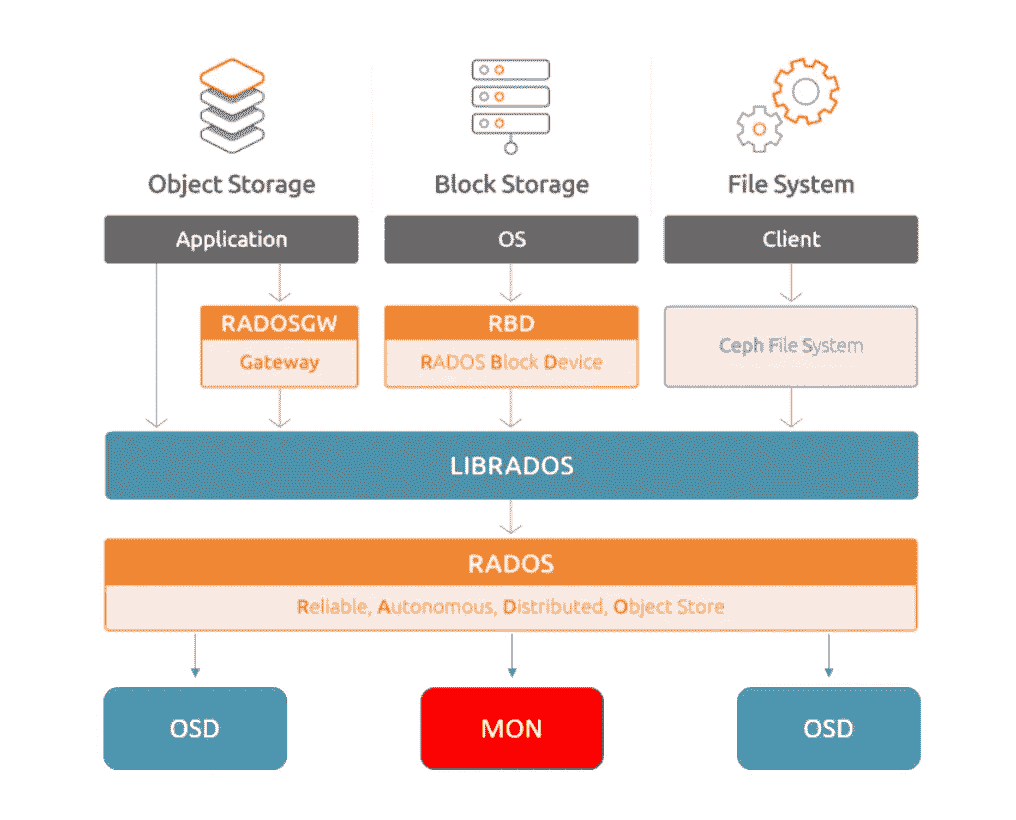 Object Storage
Block Storage
File System
Application
OS
Client
RADOSGW
Gateway
RBD
RADOS Block Device
Ceph File System
LIBRADOS
RADOS
Reliable, Autonomous, Distributed, Object Store
OSD
MON
OSD